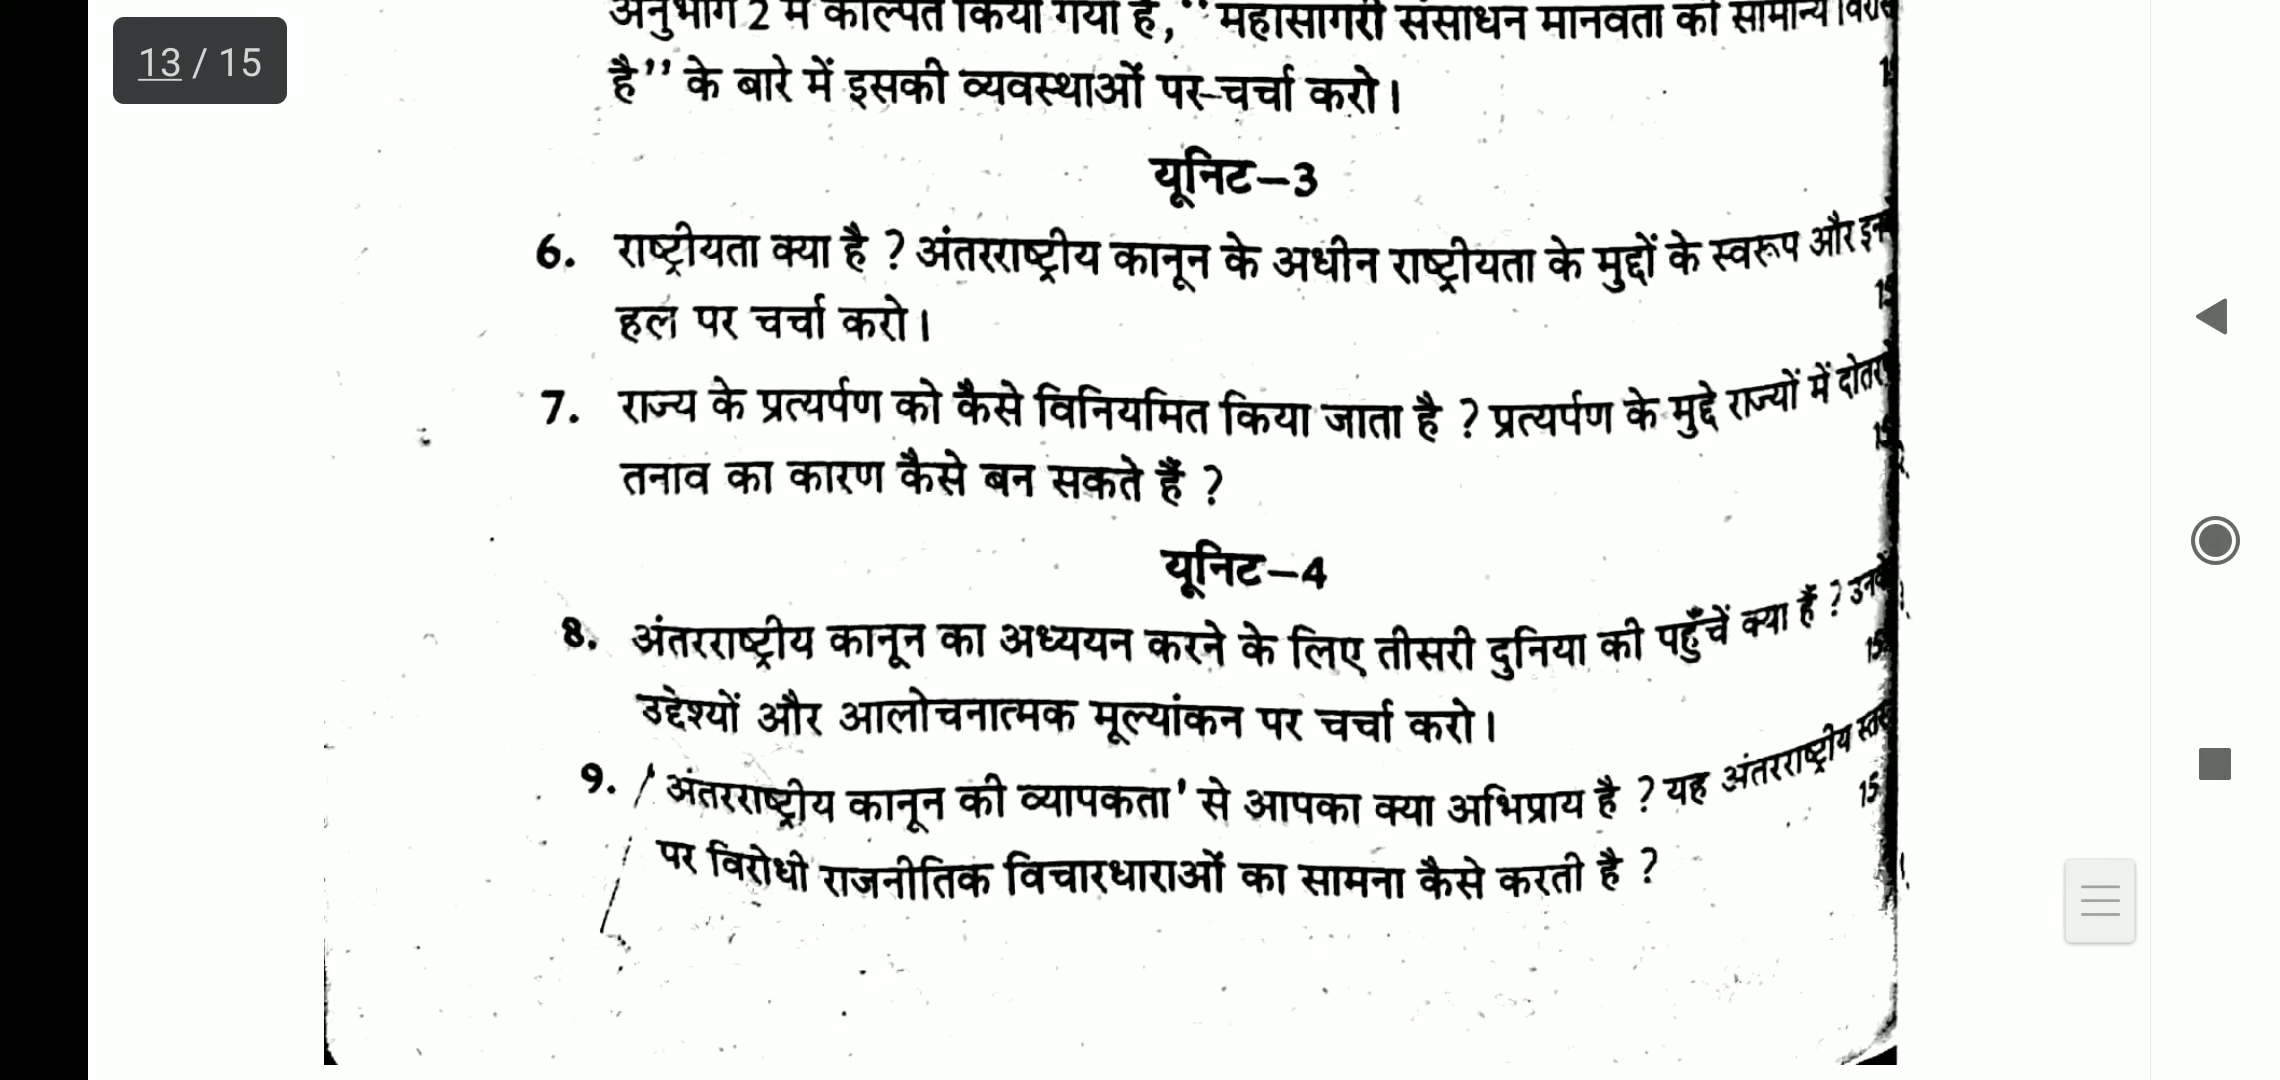 13 / 15
अनुभाग 2 में कल्पित किया गया है, "महासागरी संसाधन मानवता की सामान्य
है" के बारे में इसकी व्यवस्थाओं पर चर्चा करो।
यूनिट–3
6. राष्ट्रीयता क्या है ? अंतरराष्ट्रीय कानून के अधीन राष्ट्रीयता के मुद्दों के स्वरूप और
हल पर चर्चा करो।
7. राज्य के प्रत्यर्पण को कैसे विनियमित किया जाता है ? प्रत्यर्पण के मुद्दे राज्यों में
तनाव का कारण कैसे बन सकते हैं ?
यूनिट–4
8. अंतरराष्ट्रीय कानून का अध्ययन करने के लिए तीसरी दुनिया की पहुँचें क्या हैं ?
15
उद्देश्यों और आलोचनात्मक मूल्यांकन पर चर्चा करो।
9. 'अंतरराष्ट्रीय कानून की व्यापकता' से आपका क्या अभिप्राय है ? यह अंतरराष्ट्रीय
15
पर विरोधी राजनीतिक विचारधाराओं का सामना कैसे करती है ?